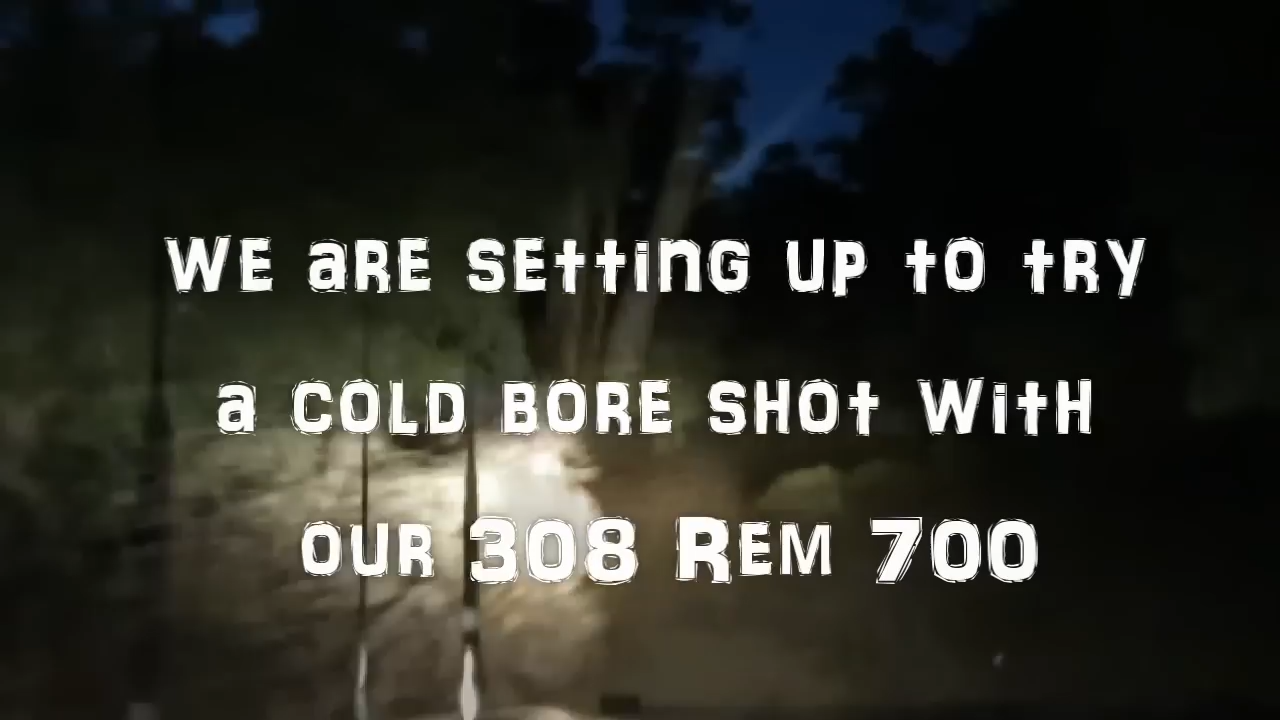 WE ARE SETTING UP TO TRY
A COLD BORE SHOT WITH
OUR 308 REM 700